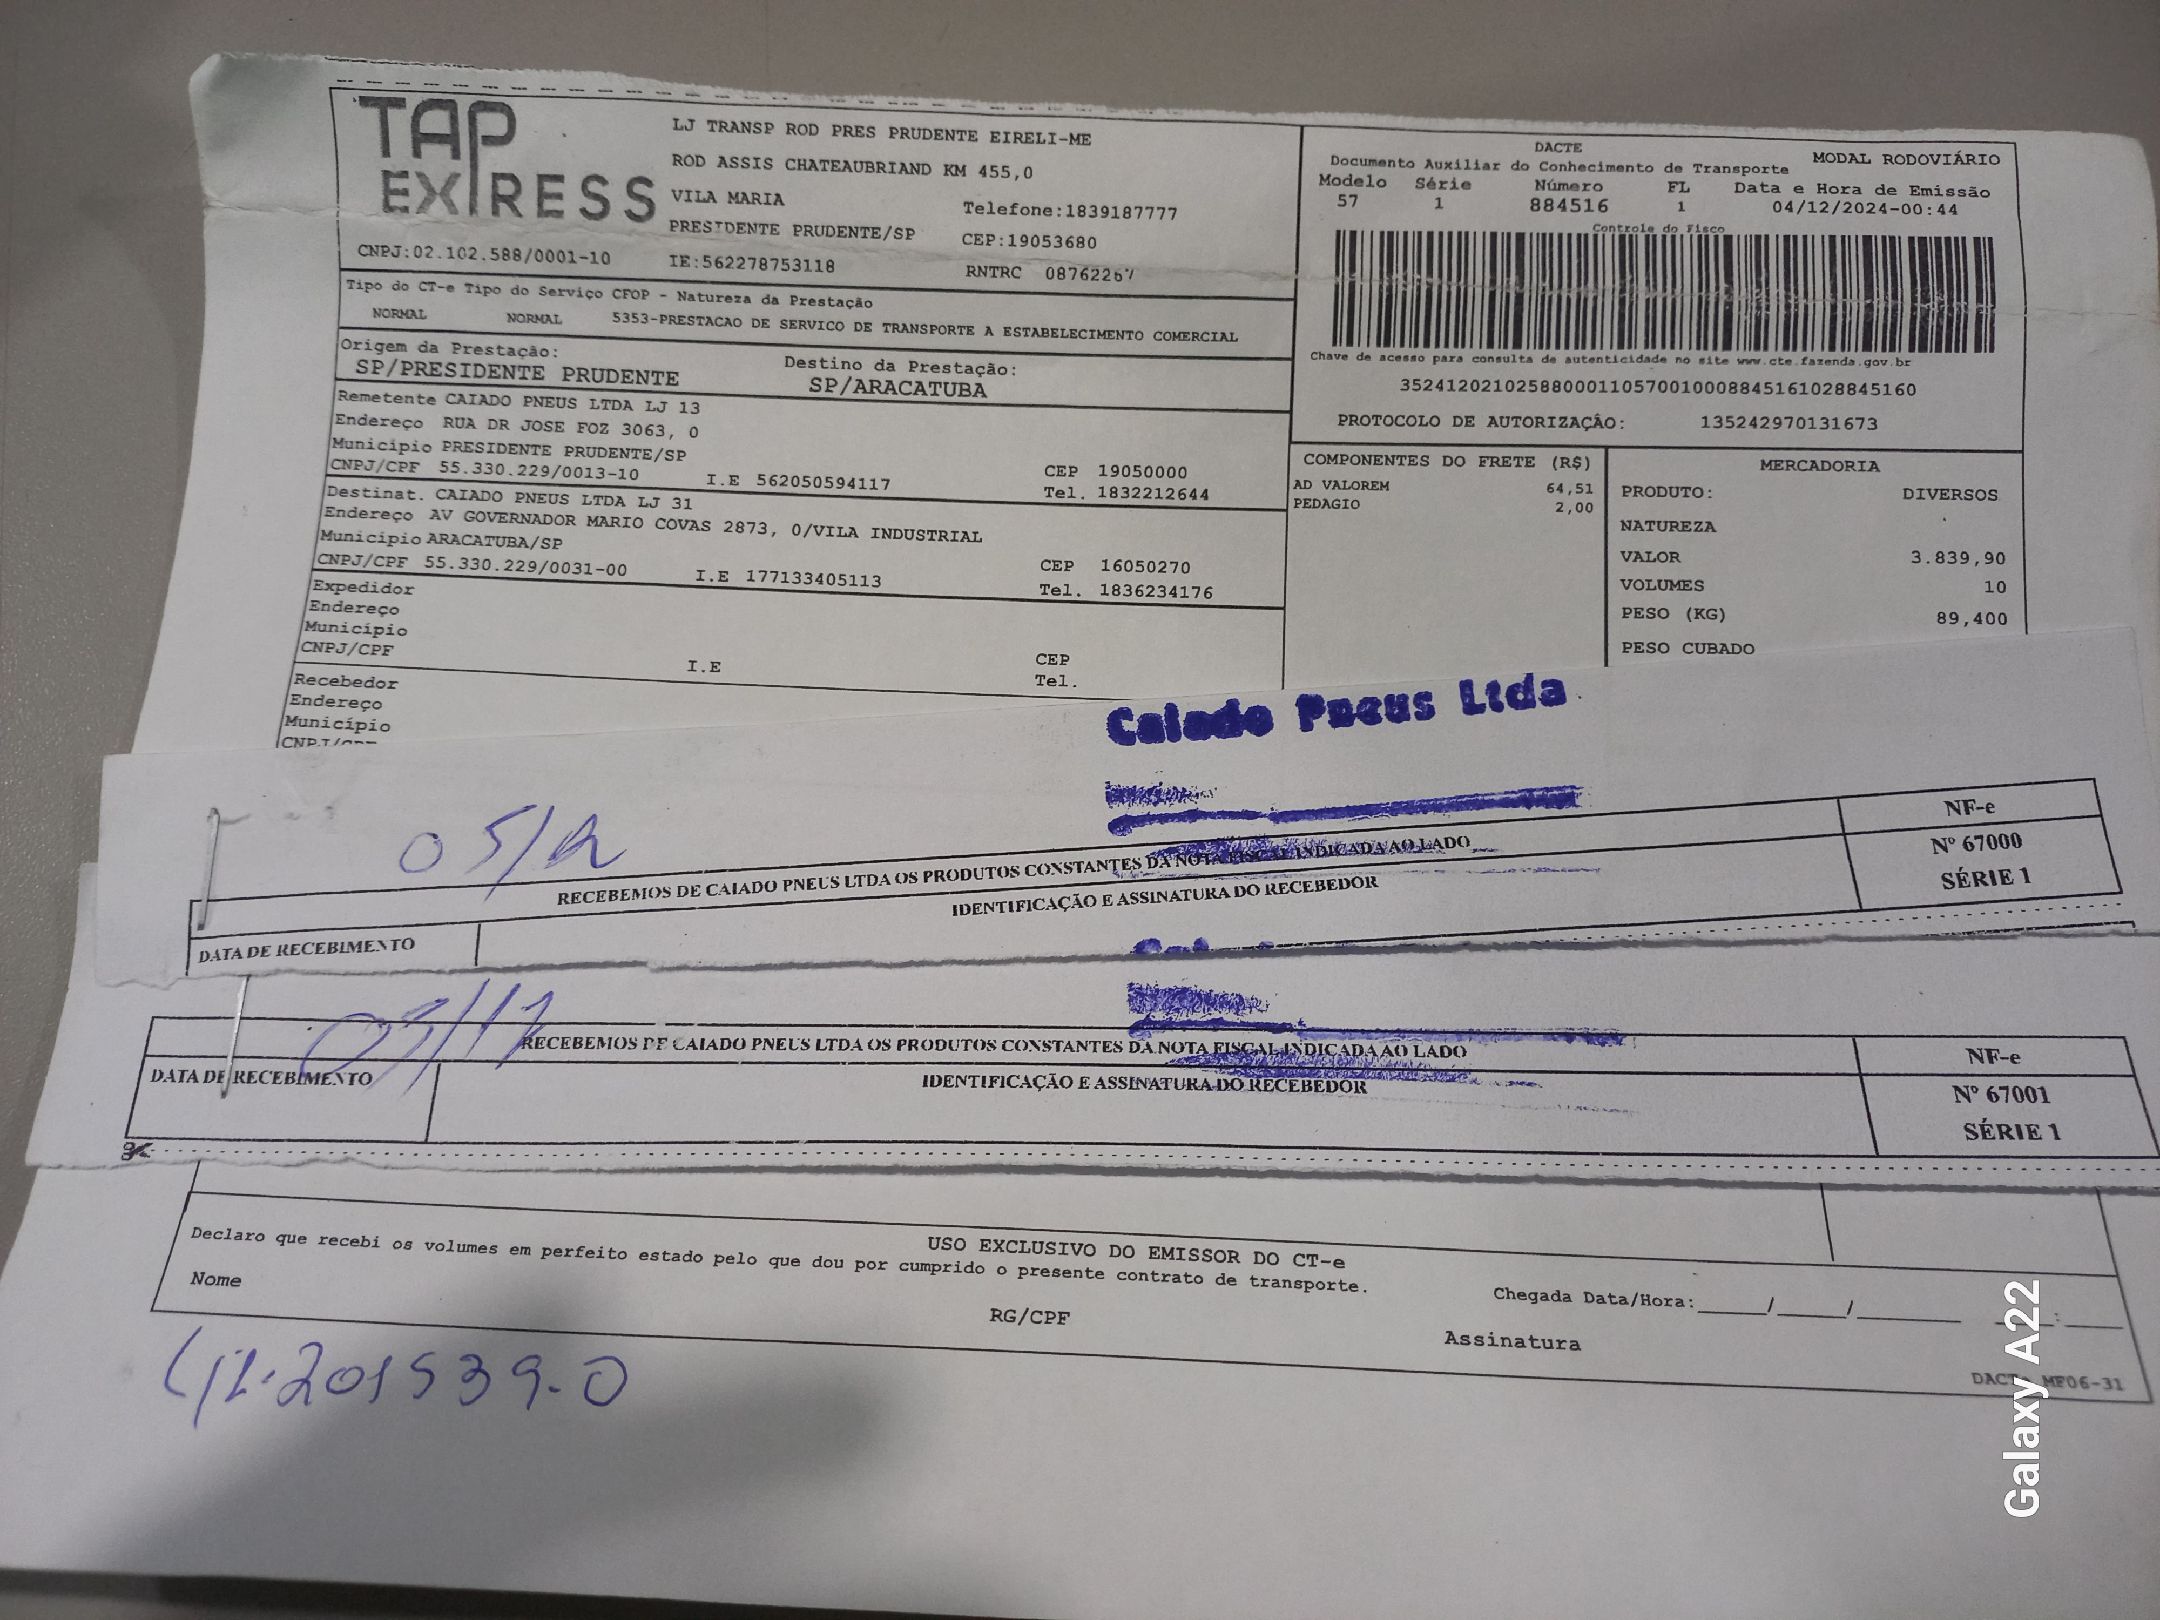 TAP
EXPRESS
LJ TRANSP ROD PRES PRUDENTE EIRELI-ME
ROD ASSIS CHATEAUBRIAND KM 455,0
VILA MARIA Telefone:1839187777
PRESIDENTE PRUDENTE/SP CEP:19053680
CNPJ:02.102.588/0001-10 IE:562278753118 RNTRC
Tipo do CT-e Tipo do Serviço CFOP - Natureza da Prestação
NORMAL NORMAL 5353-PRESTACAO DE SERVICO DE TRANSPORTE A ESTABELECIMENTO COMERCIAL
Origem da Prestação: Destino da Prestação:
SP/PRESIDENTE PRUDENTE SP/ARACATUBA
Remetente CAIADO PNEUS LTDA LJ 13
Endereço RUA DR JOSE FOZ 3063, 0
Município PRESIDENTE PRUDENTE/SP CEP 19050000
CNPJ/CPF 55.330.229/0013-10 I.E 562050594117 Tel. 1832212644
Destinat. CAIADO PNEUS LTDA LJ 31
Endereço AV GOVERNADOR MARIO COVAS 2873, 0/VILA INDUSTRIAL
Município ARACATUBA/SP CEP 16050270
CNPJ/CPF 55.330.229/0031-00 I.E 177133405113 Tel. 1836234176
Expedidor
Endereço
Município CEP
CNPJ/CPF I.E Tel.
Recebedor
Endereço
Município
DACTE MODAL RODOVIÁRIO
Documento Auxiliar do Conhecimento de Transporte
Modelo Série Número FL Data e Hora de Emissão
57 1 884516 1 04/12/2024-00:44
Controle do Fisco
Chave de acesso para consulta de autenticidade no site www.cte.fazenda.gov.br
35241202102588000110570010008845161028845160
PROTOCOLO DE AUTORIZAÇÂO: 135242970131673
COMPONENTES DO FRETE (R$)
AD VALOREM 64,51
PEDAGIO 2,00
MERCADORIA
PRODUTO: DIVERSOS
NATUREZA
VALOR 3.839,90
VOLUMES 10
PESO (KG) 89,400
PESO CUBADO
Caiado Pneus Ltda
RECEBEMOS DE CAIADO PNEUS LTDA OS PRODUTOS CONSTANTES DA NOTA FISCAL INDICADA AO LADO
NF-e
Nº 67000
SÉRIE 1
DATA DE RECEBIMENTO IDENTIFICAÇÃO E ASSINATURA DO RECEBEDOR
RECEBEMOS DE CAIADO PNEUS LTDA OS PRODUTOS CONSTANTES DA NOTA FISCAL INDICADA AO LADO
NF-e
Nº 67001
SÉRIE 1
DATA DE RECEBIMENTO IDENTIFICAÇÃO E ASSINATURA DO RECEBEDOR
USO EXCLUSIVO DO EMISSOR DO CT-e
Declaro que recebi os volumes em perfeito estado pelo que dou por cumprido o presente contrato de transporte.
Nome RG/CPF Assinatura Chegada Data/Hora:_____/_____/________ ____:____
MF06-31
Galaxy A22